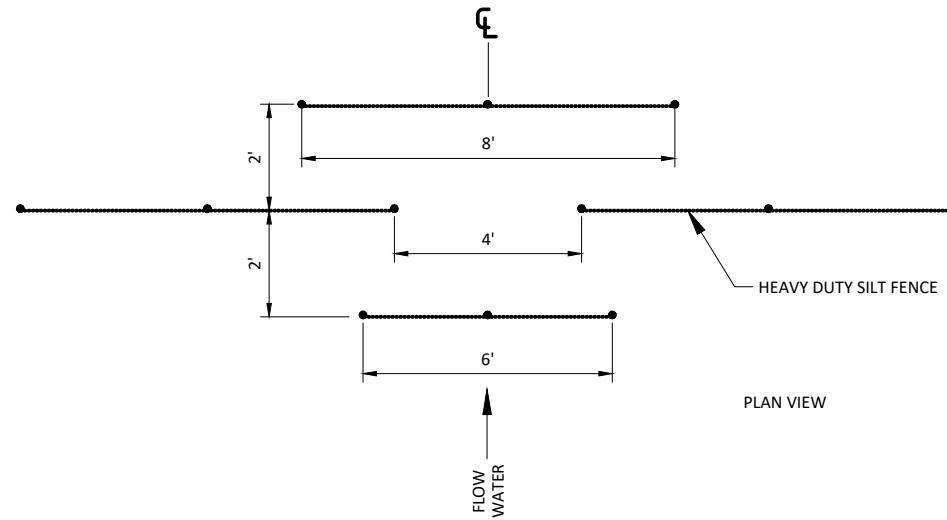 ℄
8'
2'
4'
2'
HEAVY DUTY SILT FENCE
6'
PLAN VIEW
FLOW
WATER